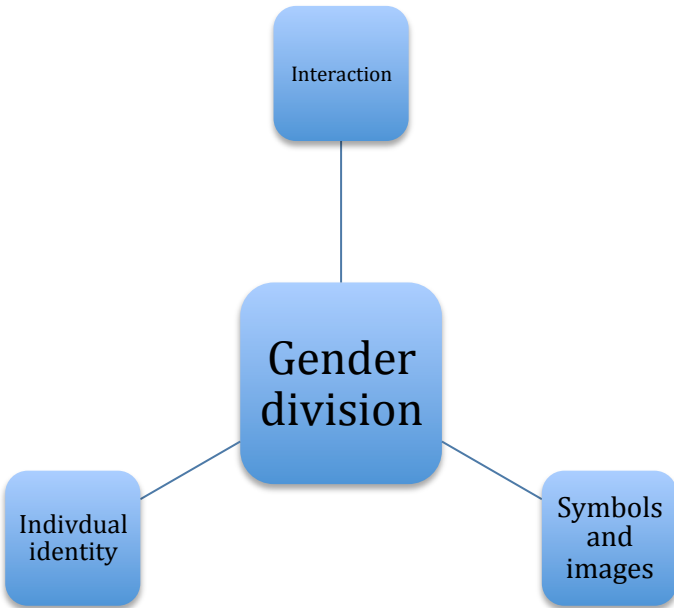 Interaction
Gender
division
Indivdual
identity
Symbols
and
images